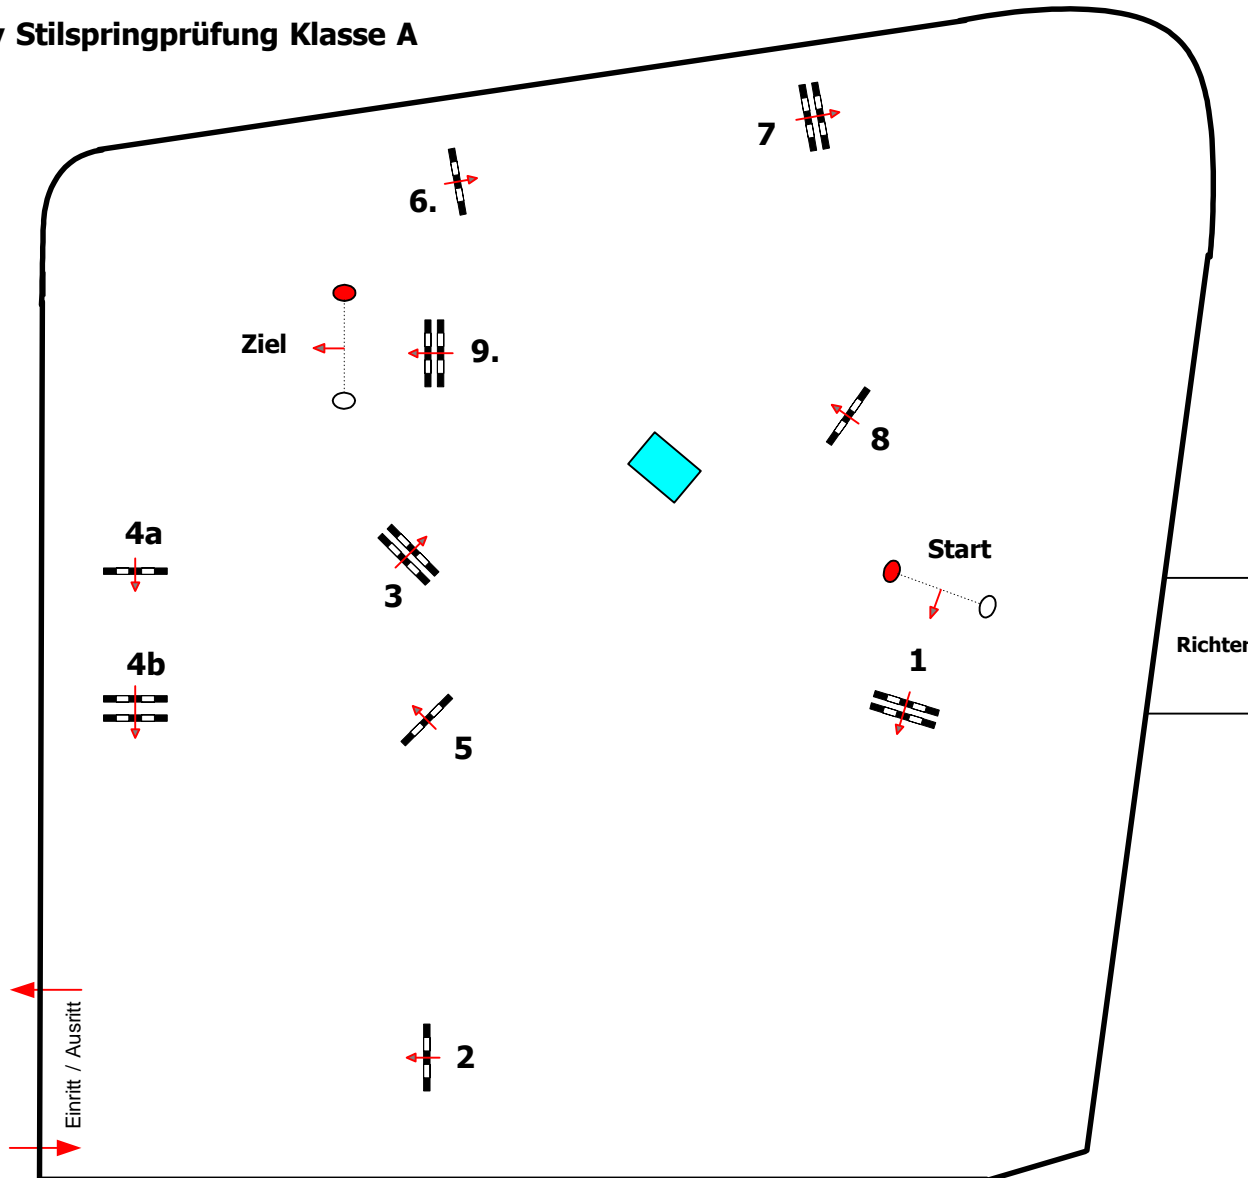 Stilspringprüfung Klasse A
7
6.
Ziel
9.
8
4a
Start
3
Richter
1
4b
5
2
Einritt / Ausritt